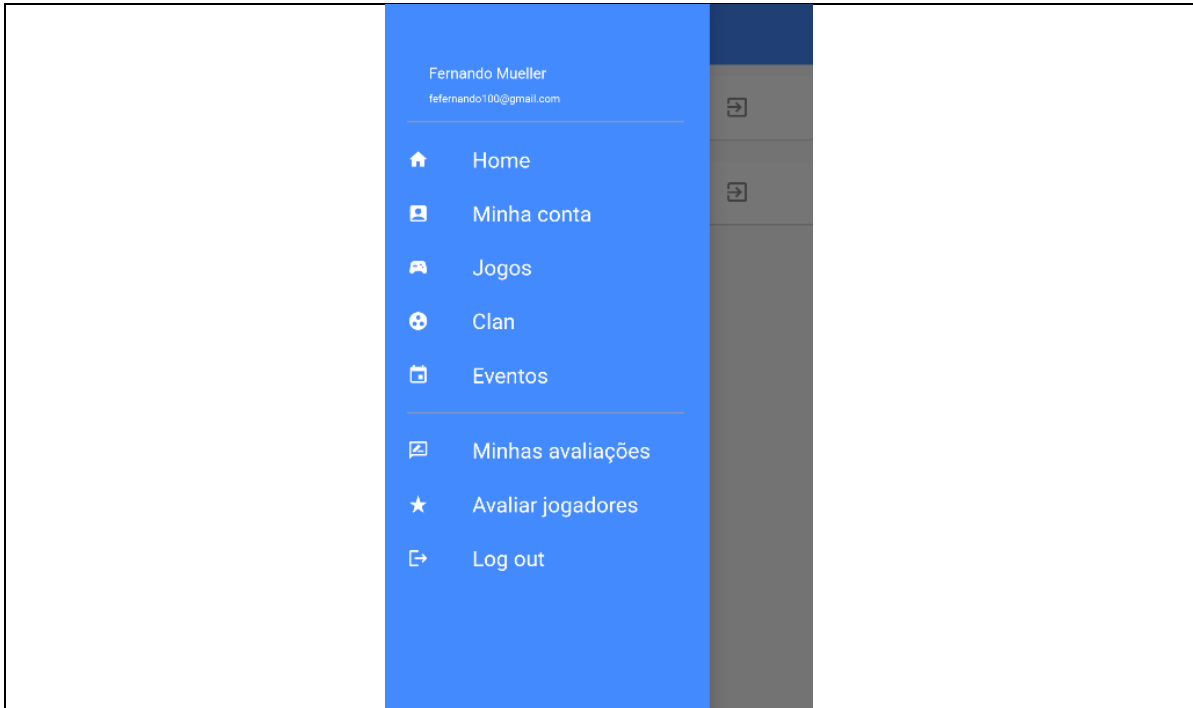 Fernando Mueller
fefernando100@gmail.com
Home
Minha conta
Jogos
Clan
Eventos
Minhas avaliações
Avaliar jogadores
Log out